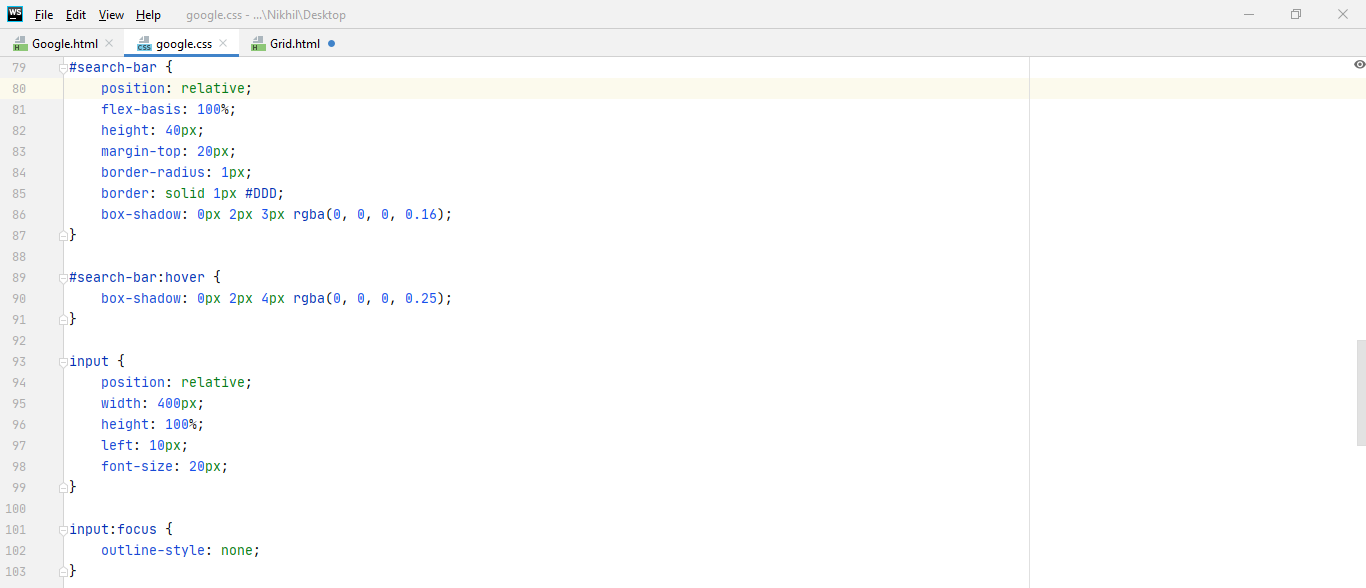 WS File Edit View Help google.css - ...\Nikhil\Desktop
H Google.html CSS google.css H Grid.html
79 #search-bar {
80 position: relative;
81 flex-basis: 100%;
82 height: 40px;
83 margin-top: 20px;
84 border-radius: 1px;
85 border: solid 1px #DDD;
86 box-shadow: 0px 2px 3px rgba(0, 0, 0, 0.16);
87 }
88
89 #search-bar:hover {
90 box-shadow: 0px 2px 4px rgba(0, 0, 0, 0.25);
91 }
92
93 input {
94 position: relative;
95 width: 400px;
96 height: 100%;
97 left: 10px;
98 font-size: 20px;
99 }
100
101 input:focus {
102 outline-style: none;
103 }